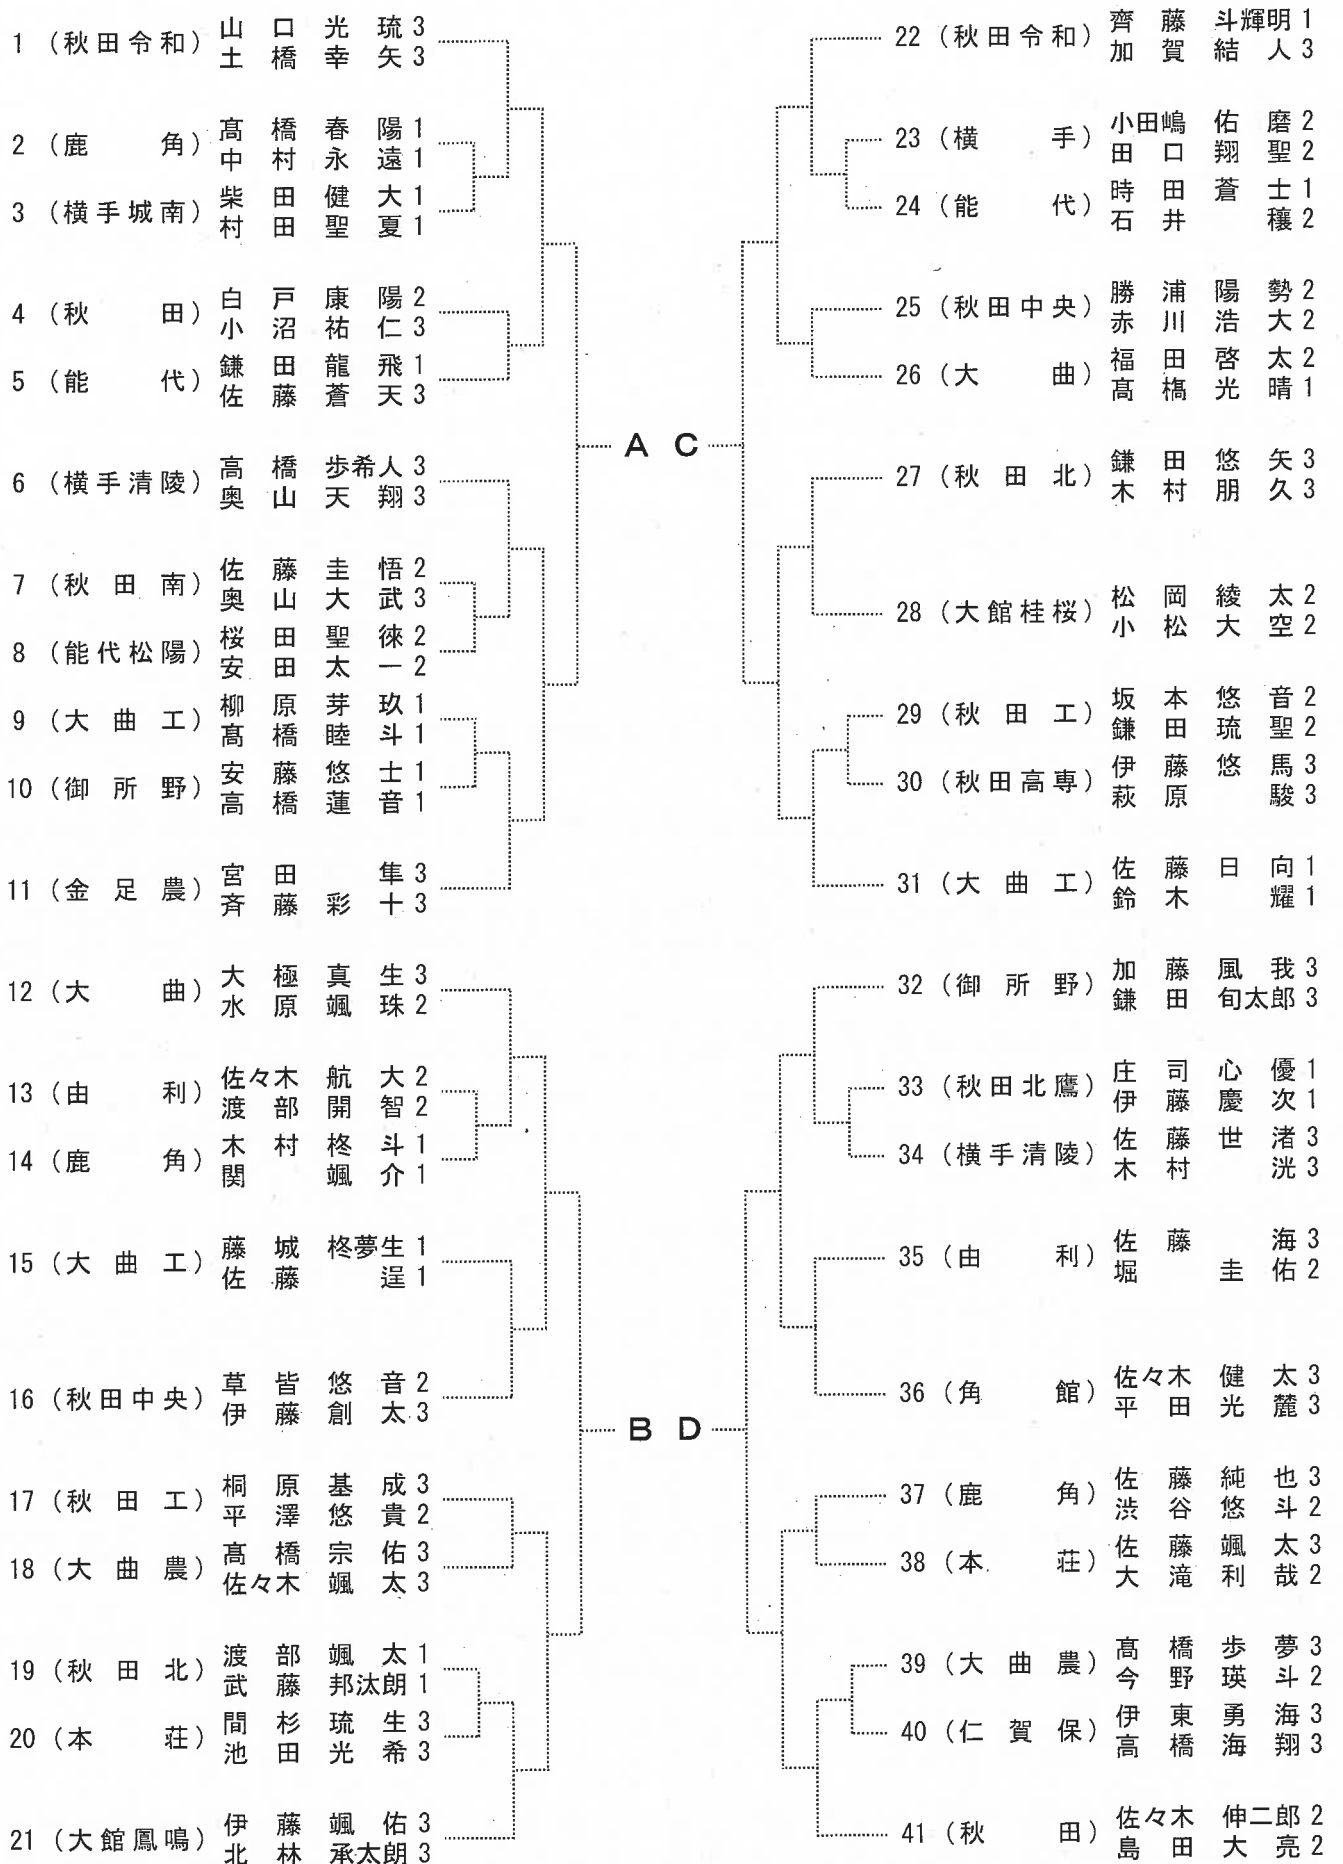 1 (秋田令和) 山口光琉 3
土橋幸矢 3
2 (鹿角) 髙橋春陽 1
中村永遠 1
3 (横手城南) 柴田健大 1
村田聖夏 1
4 (秋田) 白戸康陽 2
小沼祐仁 3
5 (能代) 鎌田龍飛 1
佐藤蒼天 3
6 (横手清陵) 高橋歩希人 3
奥山天翔 3
7 (秋田南) 佐藤圭悟 2
奥山大武 3
8 (能代松陽) 桜田聖徠 2
安田太一 2
9 (大曲工) 柳原芽玖 1
髙橋睦斗 1
10 (御所野) 安藤悠士 1
高橋蓮音 1
11 (金足農) 宮田隼 3
斉藤彩十 3
12 (大曲) 大極真生 3
水原颯珠 2
13 (由利) 佐々木航大 2
渡部開智 2
14 (鹿角) 木村柊斗 1
関颯介 1
15 (大曲工) 藤城柊夢生 1
佐藤逞 1
16 (秋田中央) 草皆悠音 2
伊藤創太 3
17 (秋田工) 桐原基成 3
平澤悠貴 2
18 (大曲農) 髙橋宗佑 3
佐々木颯太 3
19 (秋田北) 渡部颯太 1
武藤邦汰朗 1
20 (本荘) 間杉琉生 3
池田光希 3
21 (大館鳳鳴) 伊藤颯佑 3
北林承太朗 3
A C
B D
22 (秋田令和) 齊藤斗輝明 1
加賀結人 3
23 (横手) 小田嶋佑磨 2
田口翔聖 2
24 (能代) 時田蒼士 1
石井穣 2
25 (秋田中央) 勝浦陽勢 2
赤川浩大 2
26 (大曲) 福田啓太 2
髙槗光晴 1
27 (秋田北) 鎌田悠矢 3
木村朋久 3
28 (大館桂桜) 松岡綾太 2
小松大空 2
29 (秋田工) 坂本悠音 2
鎌田琉聖 2
30 (秋田高専) 伊藤悠馬 3
萩原駿 3
31 (大曲工) 佐藤日向 1
鈴木耀 1
32 (御所野) 加藤風我 3
鎌田旬太郎 3
33 (秋田北鷹) 庄司心優 1
伊藤慶次 1
34 (横手清陵) 佐藤世渚 3
木村洸 3
35 (由利) 佐藤海 3
堀圭佑 2
36 (角館) 佐々木健太 3
平田光麓 3
37 (鹿角) 佐藤純也 3
渋谷悠斗 2
38 (本荘) 佐藤颯太 3
大滝利哉 2
39 (大曲農) 髙橋歩夢 3
今野瑛斗 2
40 (仁賀保) 伊東勇海 3
高橋海翔 3
41 (秋田) 佐々木伸二郎 2
島田大亮 2